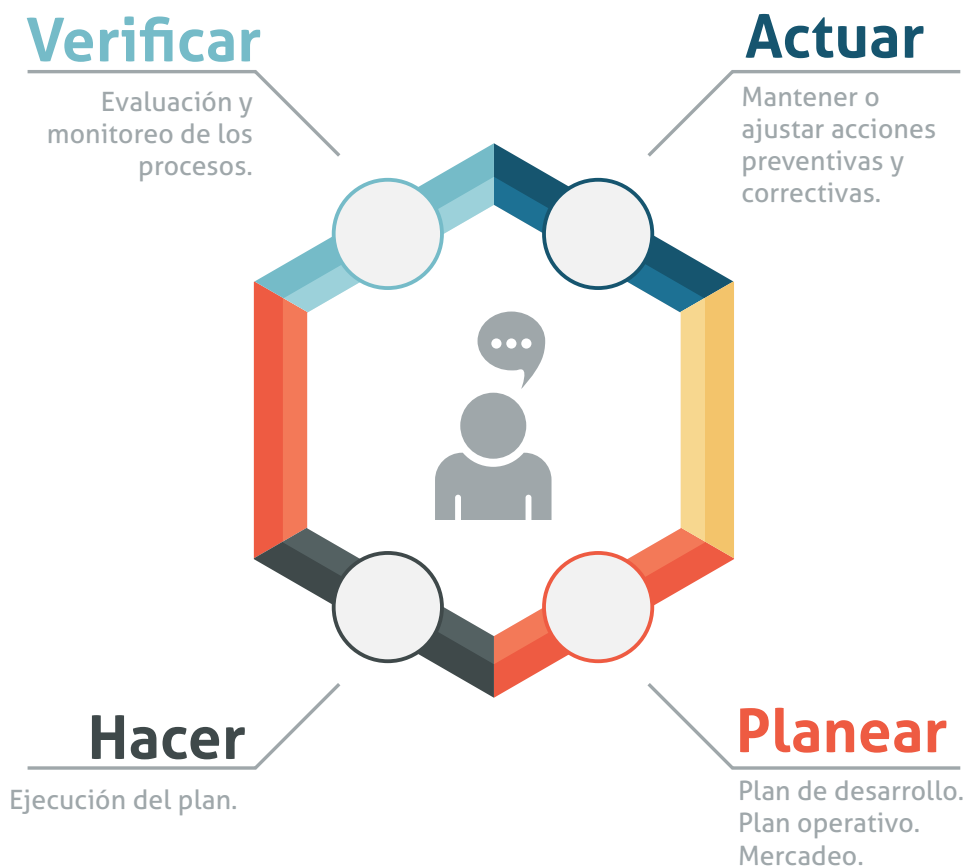 Verificar
Evaluación y
monitoreo de los
procesos.
Actuar
Mantener o
ajustar acciones
preventivas y
correctivas.
Hacer
Ejecución del plan.
Planear
Plan de desarrollo.
Plan operativo.
Mercadeo.